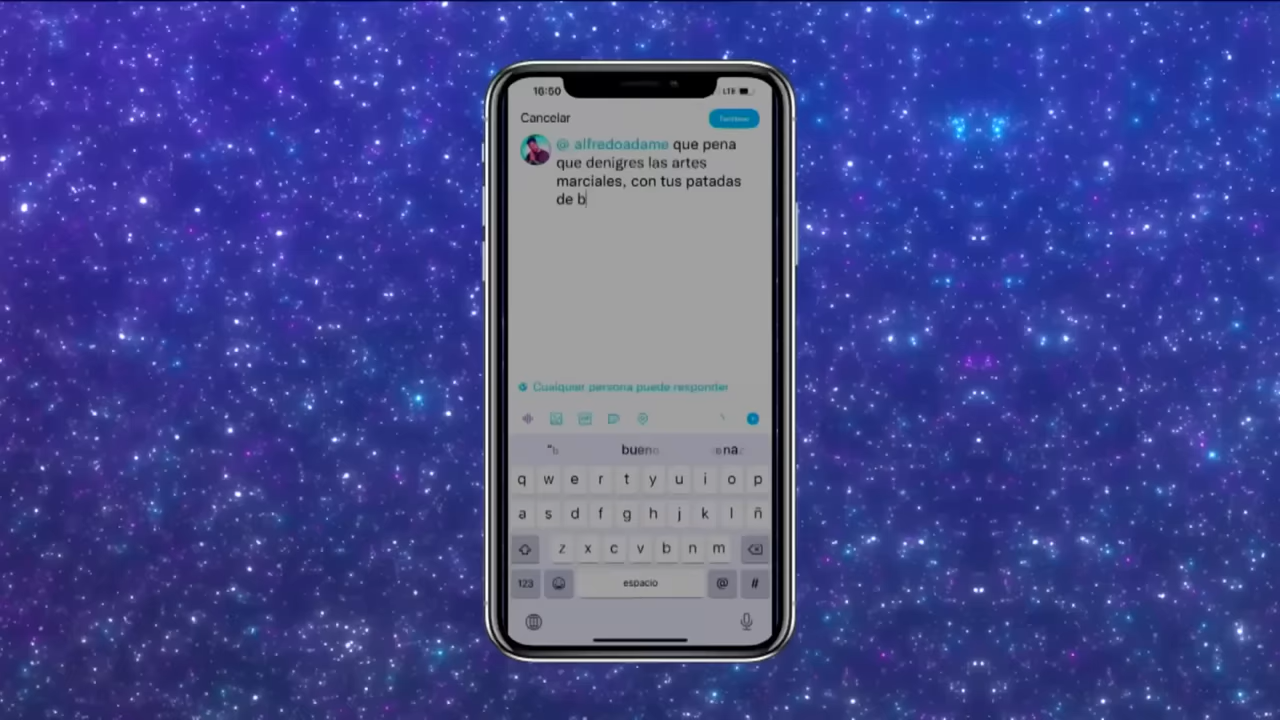 16:50
LTE
Cancelar
@ alfredoadame que pena
que denigres las artes
marciales, con tus patadas
de b
Cualquier persona puede responder
"b bueno
q w e r t y u i o p
a s d f g h j k l ñ
z x c v b n m
123 espacio @ #